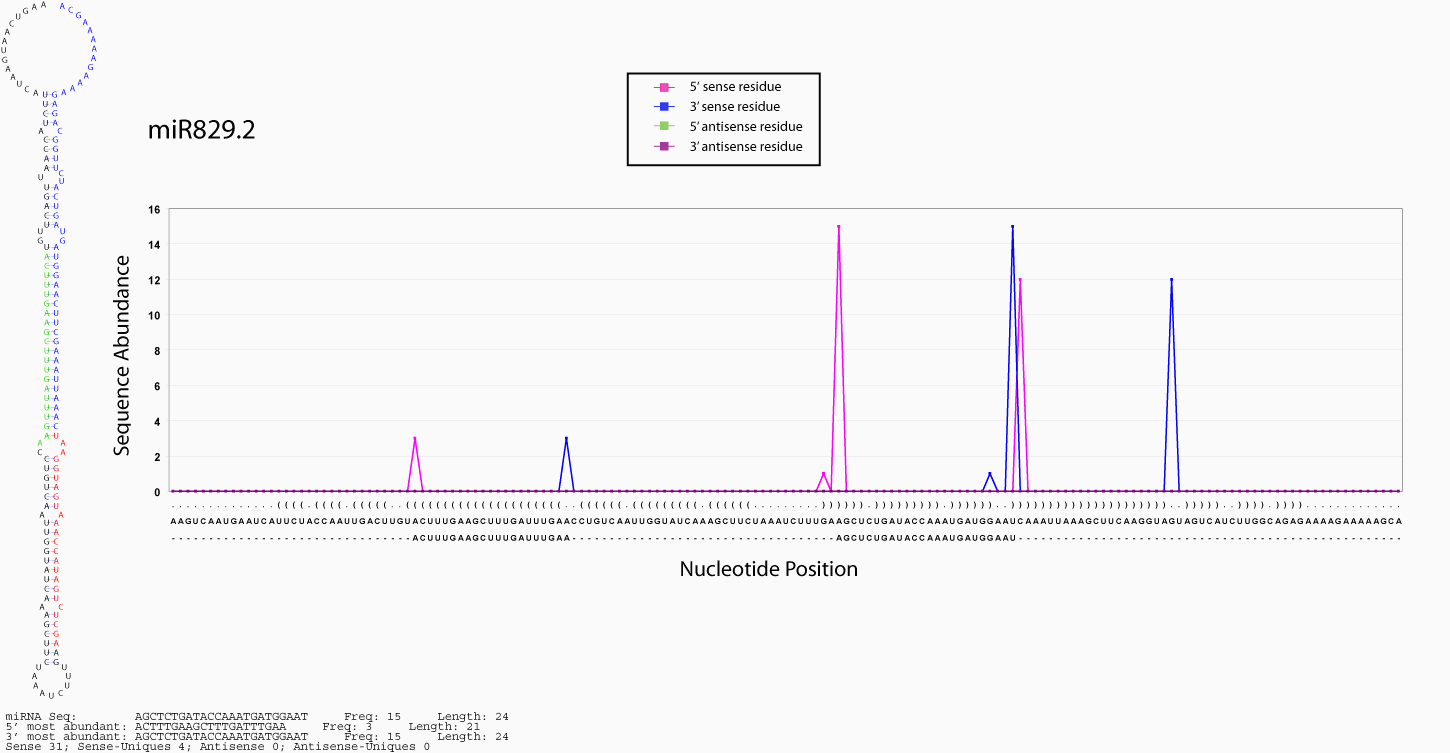 miR829.2
5' sense residue
3' sense residue
5' antisense residue
3' antisense residue
Sequence Abundance
16
14
12
10
8
6
4
2
0
AAGUCAAUGAAUCAUUCUACCAAUUGACUUGUACUUUGAAGCUUUGAUUUGAACCUGUCAAUUGGUAUCAAAGCUUCUAAAUCUUUGAAGCUCUGAUACCAAAUGAUGGAAUCAAAUUAAAGCUUCAAGGUAGUAGUCAUCUUGGCAGAGAAAAGAAAAAGCA
ACUUUGAAGCUUUGAUUUGAA
AGCUCUGAUACCAAAUGAUGGAAU
Nucleotide Position
miRNA Seq: AGCTCTGATACCAAATGATGGAAT Freq: 15 Length: 24
5' most abundant: ACTTTGAAGCTTTGATTTGAA Freq: 3 Length: 21
3' most abundant: AGCTCTGATACCAAATGATGGAAT Freq: 15 Length: 24
Sense 31; Sense-Uniques 4; Antisense 0; Antisense-Uniques 0